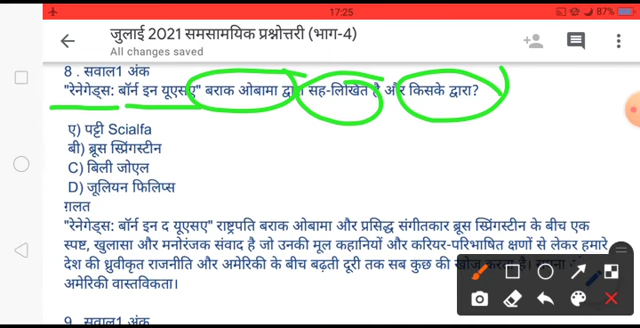 17:25
87%
जुलाई 2021 समसामयिक प्रश्नोत्तरी (भाग-4)
All changes saved
8 . सवाल1 अंक
"रेनेगेड्स: बॉर्न इन यूएसए" बराक ओबामा द्वारा सह-लिखित है और किसके द्वारा?
ए) पट्टी Scialfa
बी) ब्रूस स्प्रिंगस्टीन
C) बिली जोएल
D) जूलियन फिलिप्स
ग़लत
"रेनेगेड्स: बॉर्न इन द यूएसए" राष्ट्रपति बराक ओबामा और प्रसिद्ध संगीतकार ब्रूस स्प्रिंगस्टीन के बीच एक
स्पष्ट, खुलासा और मनोरंजक संवाद है जो उनकी मूल कहानियों और करियर-परिभाषित क्षणों से लेकर हमारे
देश की ध्रुवीकृत राजनीति और अमेरिकी के बीच बढ़ती दूरी तक सब कुछ की खोज करता है।
अमेरिकी वास्तविकता।
9 . सवाल1 अंक